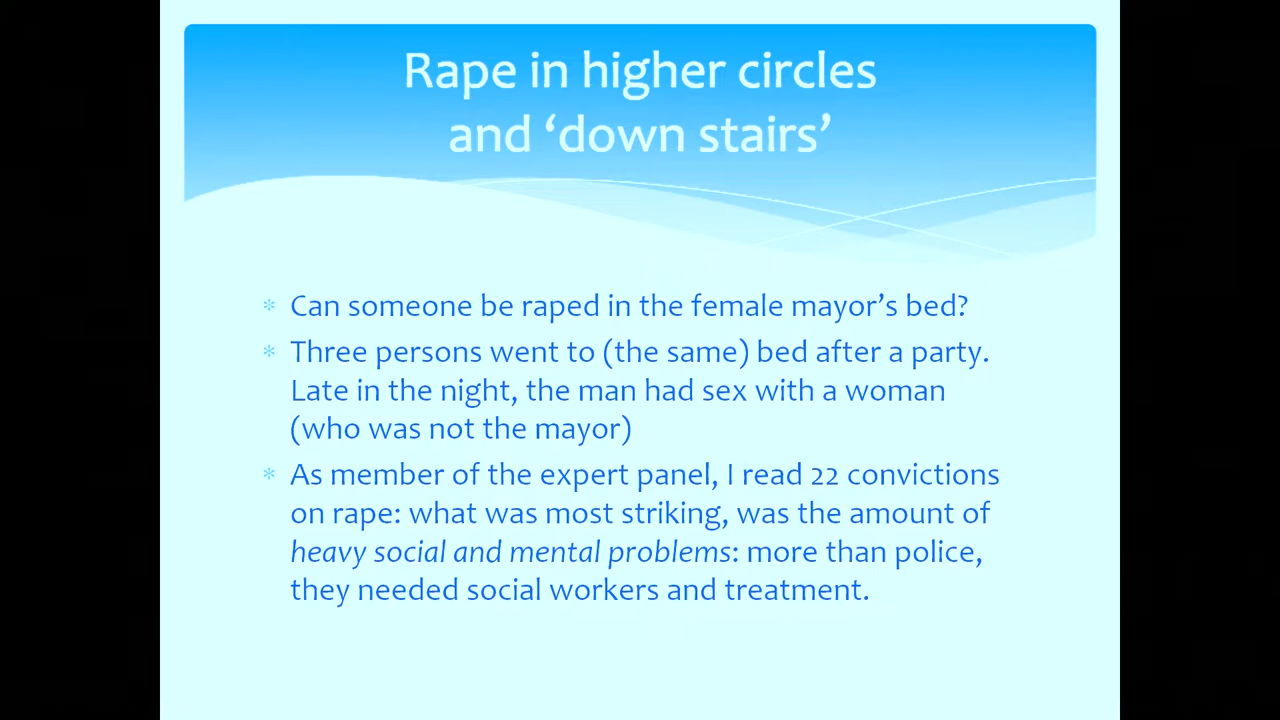 Rape in higher circles
and ‘down stairs’
* Can someone be raped in the female mayor’s bed?
* Three persons went to (the same) bed after a party.
Late in the night, the man had sex with a woman
(who was not the mayor)
* As member of the expert panel, I read 22 convictions
on rape: what was most striking, was the amount of
heavy social and mental problems: more than police,
they needed social workers and treatment.